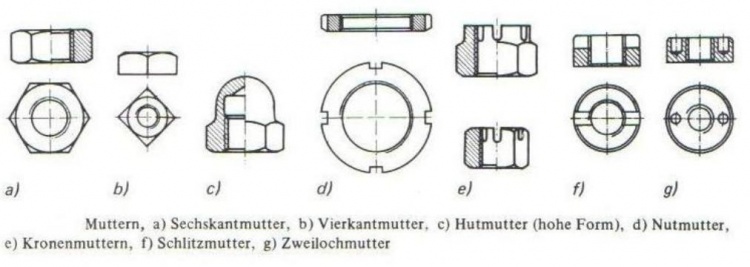 a) b) c) d) e) f) g)
Muttern, a) Sechskantmutter, b) Vierkantmutter, c) Hutmutter (hohe Form), d) Nutmutter,
e) Kronenmuttern, f) Schlitzmutter, g) Zweilochmutter